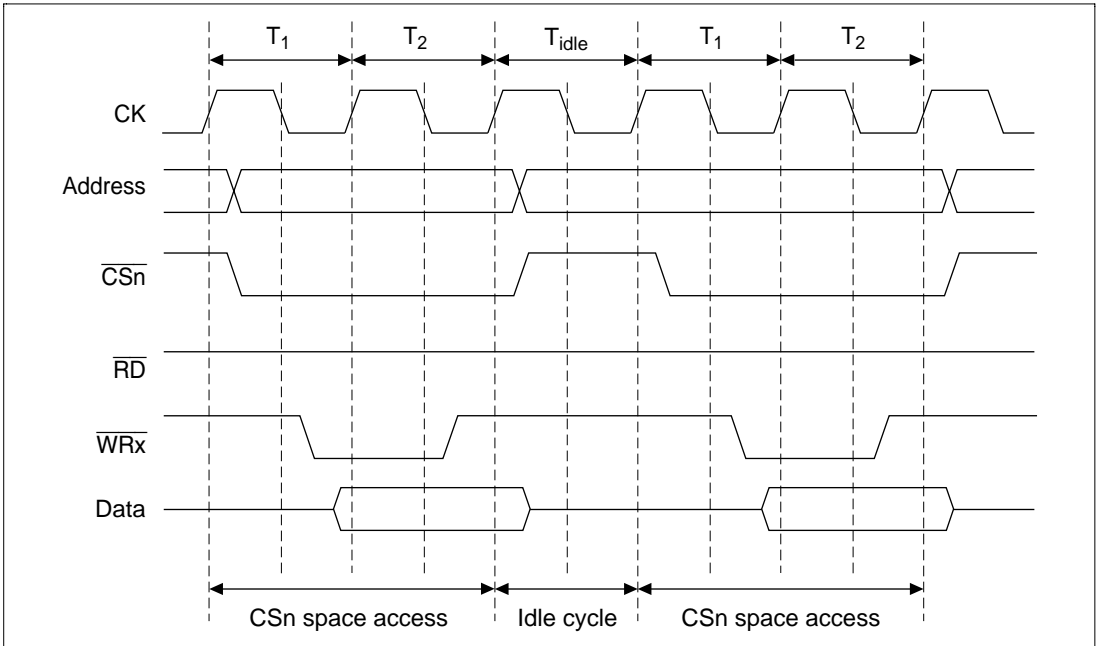 T1 T2 Tidle T1 T2
CK
Address
CSn
RD
WRx
Data
CSn space access Idle cycle CSn space access